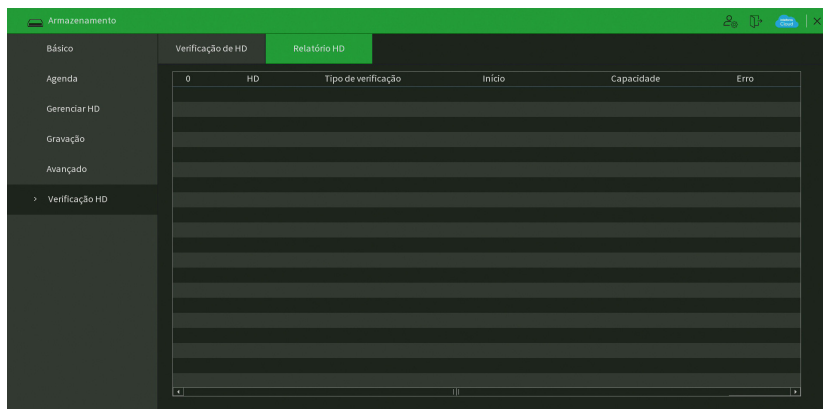 Armazenamento
Básico
Verificação de HD
Relatório HD
Agenda
0 HD Tipo de verificação Início Capacidade Erro
Gerenciar HD
Gravação
Avançado
Verificação HD